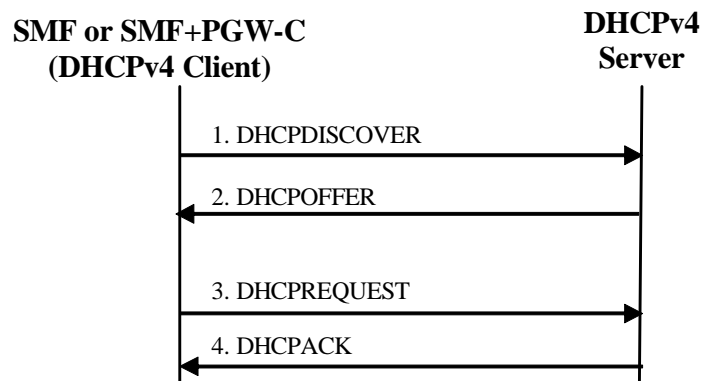 SMF or SMF+PGW-C
(DHCPv4 Client)
DHCPv4
Server
1. DHCPDISCOVER
2. DHCPOFFER
3. DHCPREQUEST
4. DHCPACK